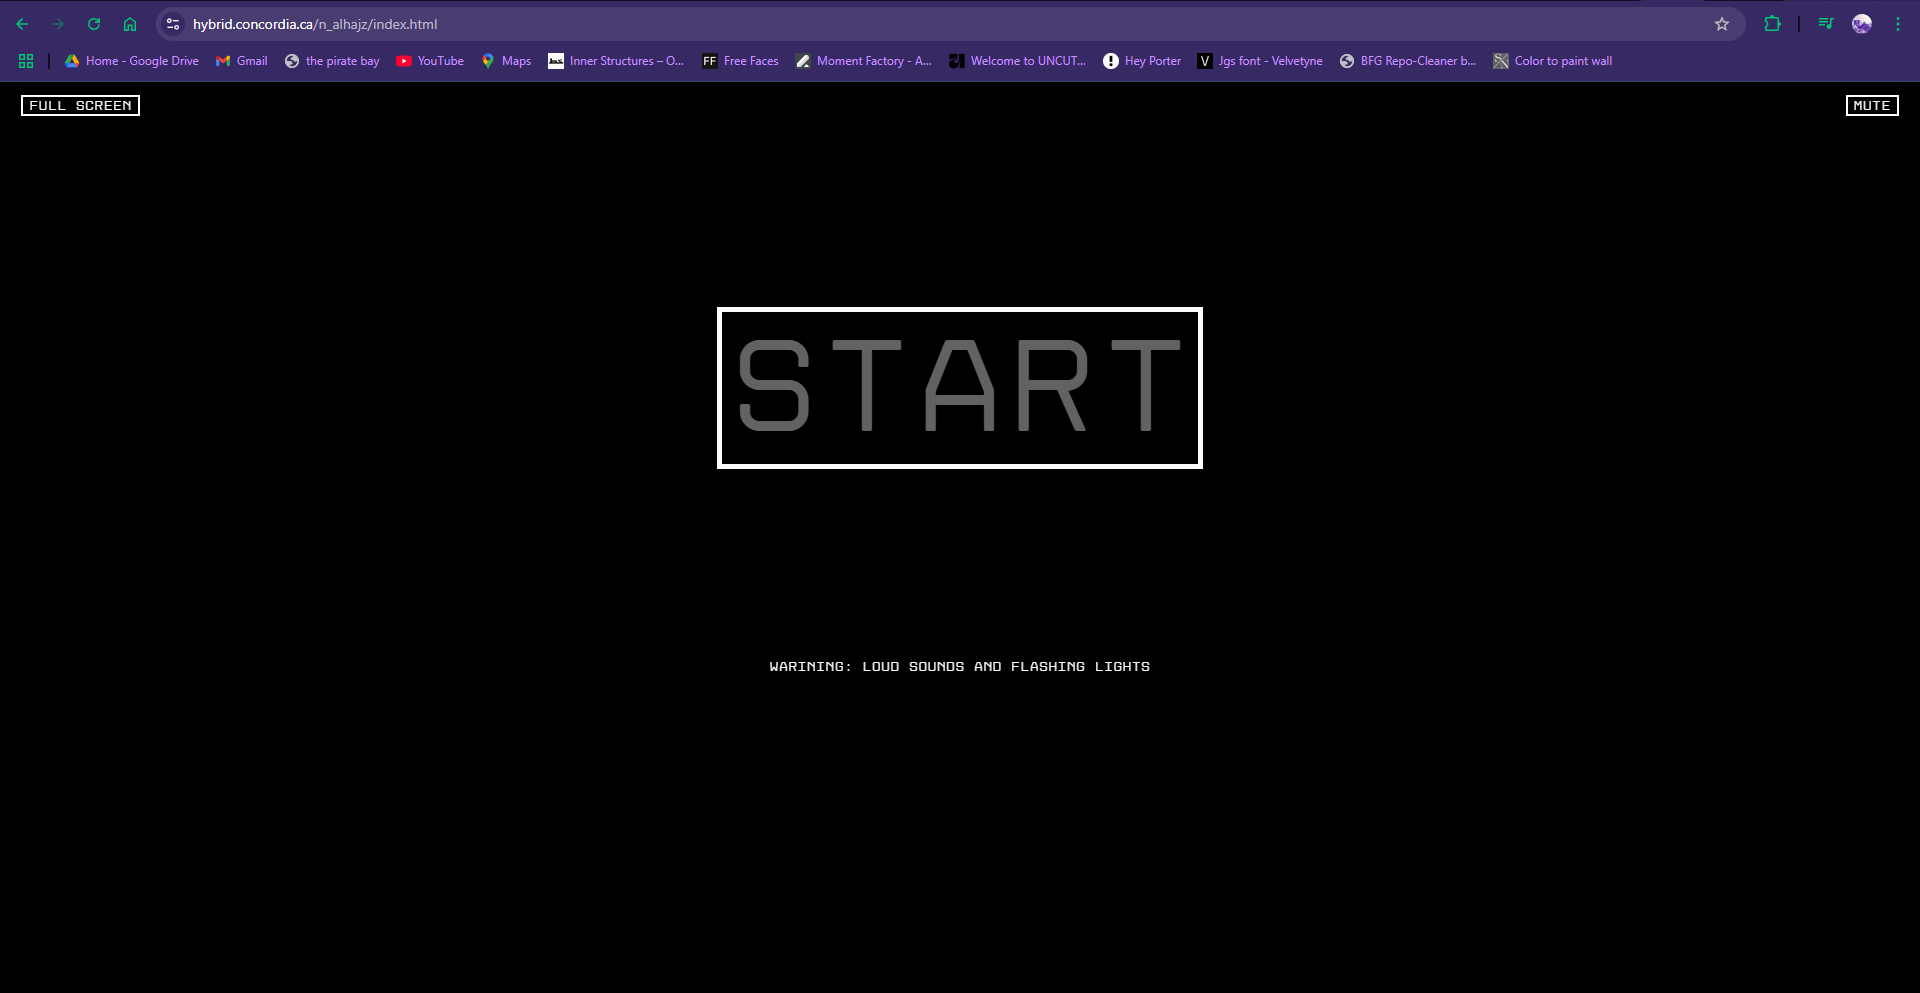 hybrid.concordia.ca/n_alhajz/index.html
Home - Google Drive Gmail the pirate bay YouTube Maps Inner Structures – O... FF Free Faces Moment Factory - A... Welcome to UNCUT... Hey Porter V Jgs font - Velvetyne BFG Repo-Cleaner b... Color to paint wall
FULL SCREEN MUTE
START
WARINING: LOUD SOUNDS AND FLASHING LIGHTS